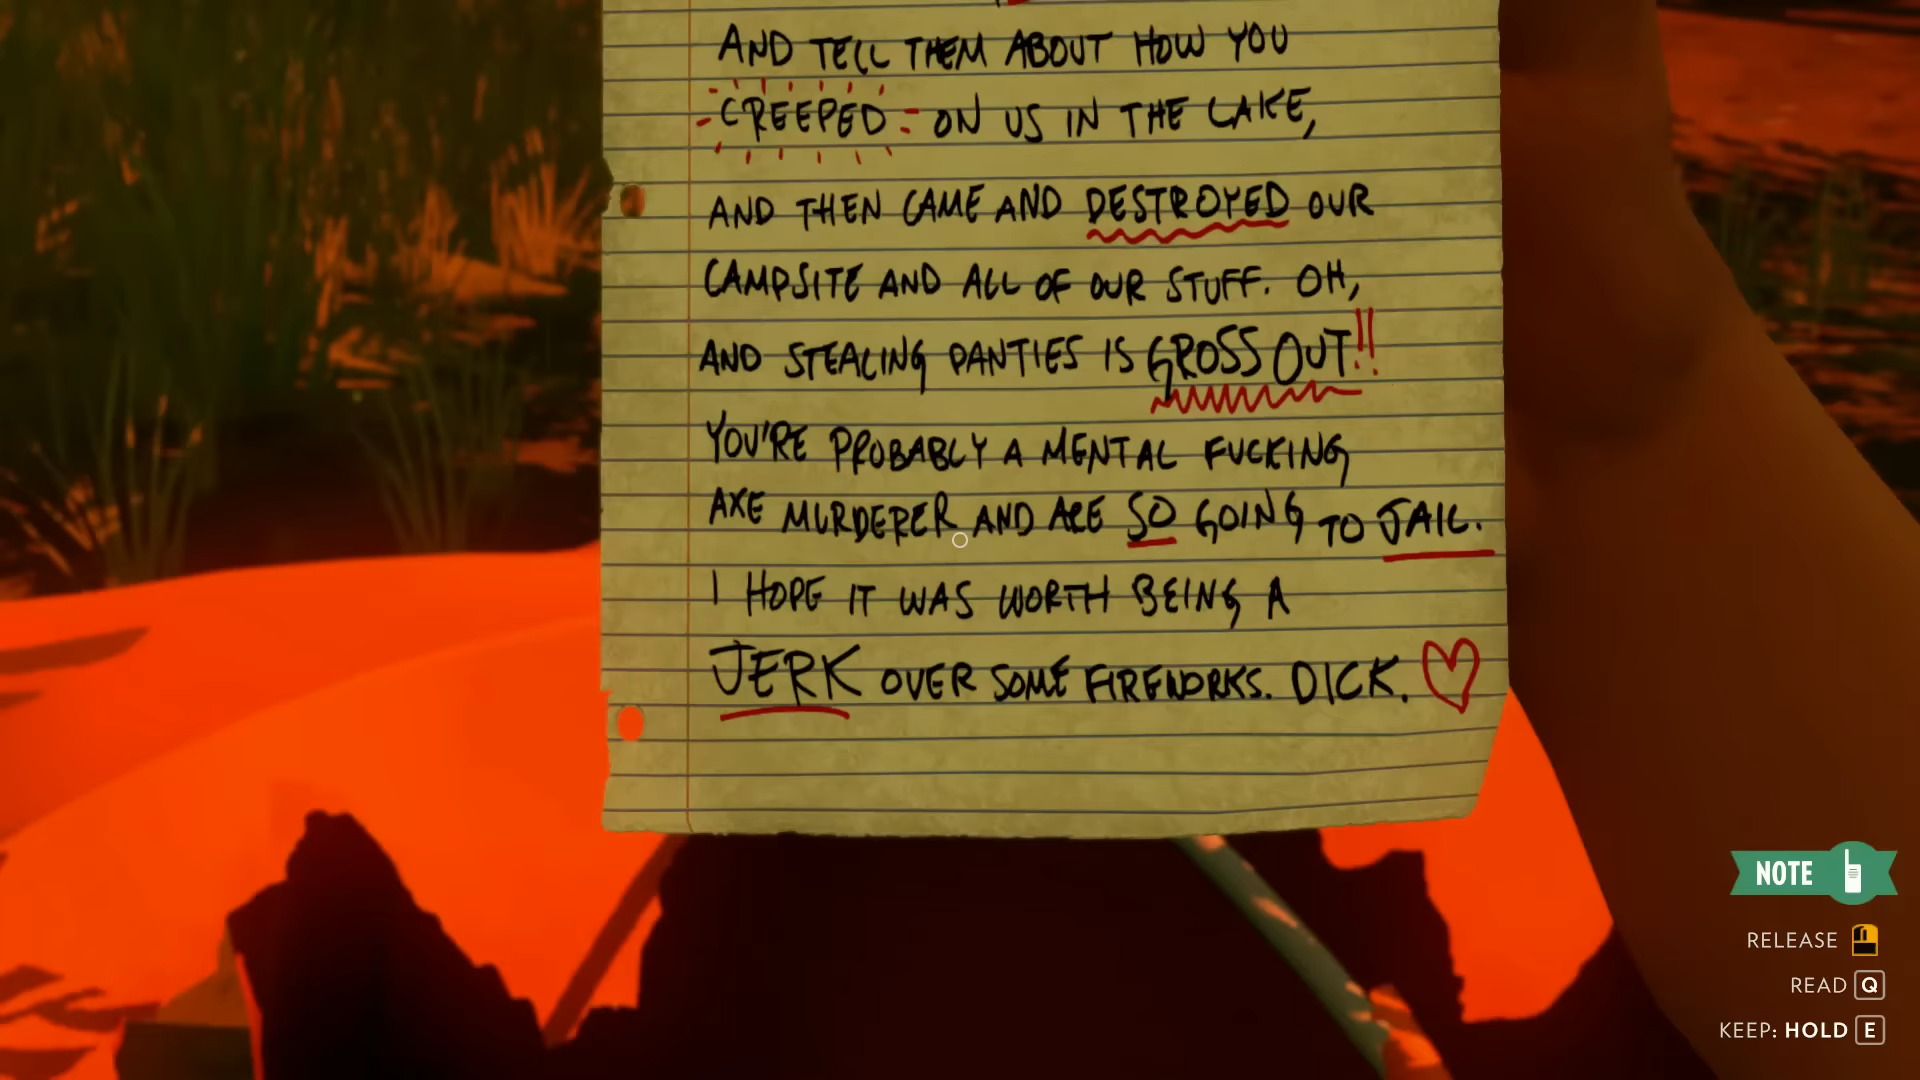 AND TELL THEM ABOUT HOW YOU
CREEPED ON US IN THE LAKE,
AND THEN CAME AND DESTROYED OUR
CAMPSITE AND ALL OF OUR STUFF. OH,
AND STEALING PANTIES IS GROSS OUT!!
YOU'RE PROBABLY A MENTAL FUCKING
AXE MURDERER AND ARE SO GOING TO JAIL.
I HOPE IT WAS WORTH BEING A
JERK OVER SOME FIREWORKS. DICK.
NOTE
RELEASE
READ Q
KEEP: HOLD E